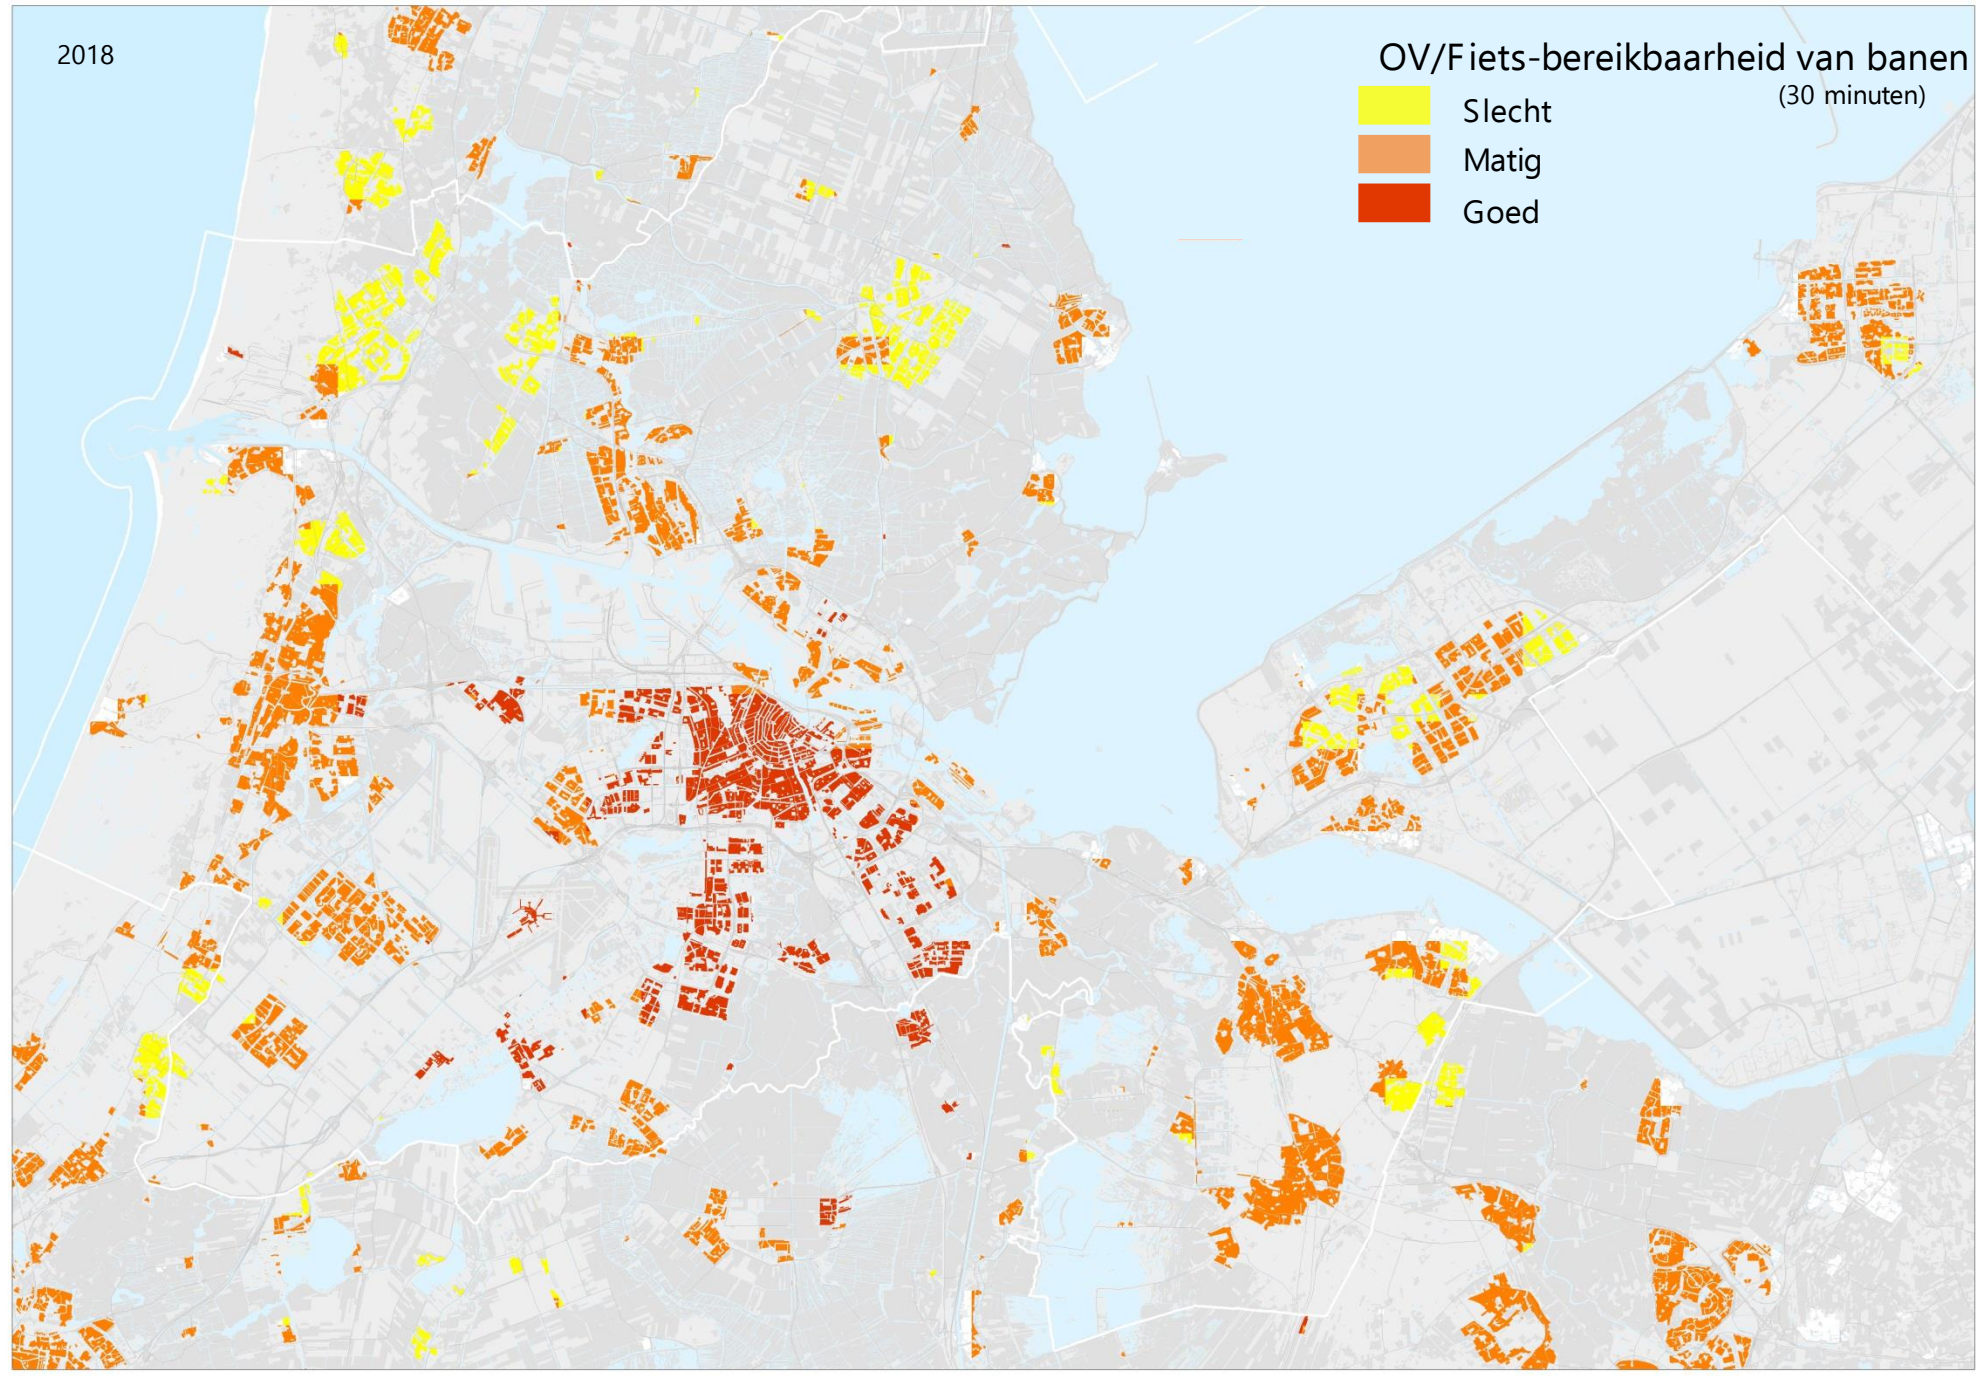 2018
OV/Fiets-bereikbaarheid van banen
(30 minuten)
Slecht
Matig
Goed